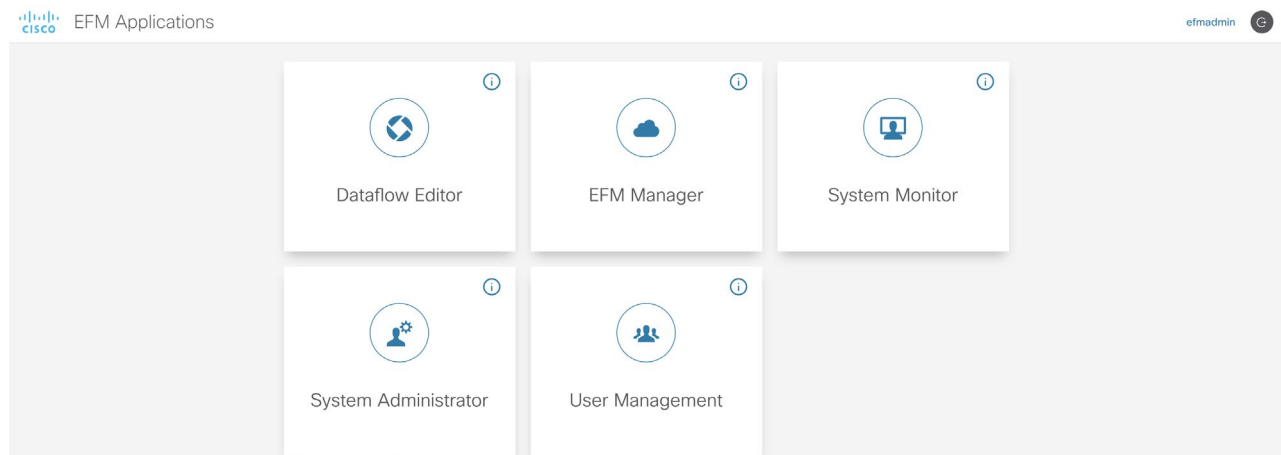 CISCO
EFM Applications
efmadmin
Dataflow Editor
EFM Manager
System Monitor
System Administrator
User Management